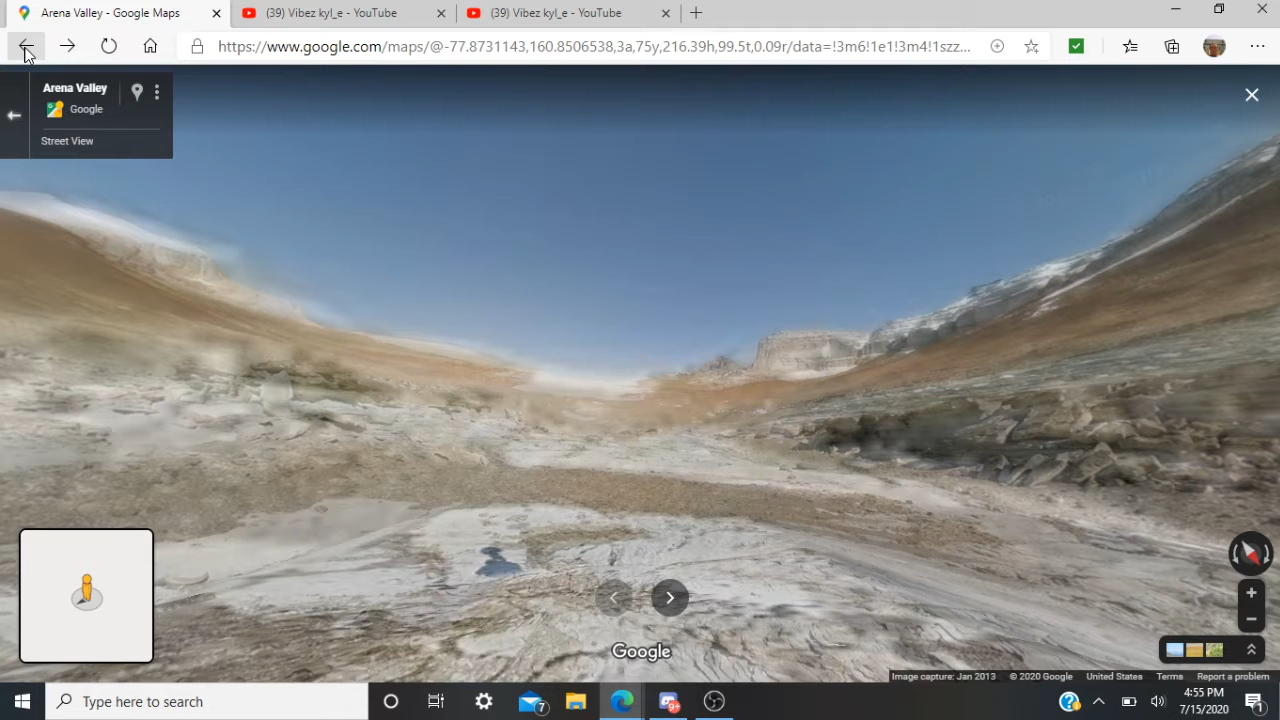 Arena Valley - Google Maps
(39) Vibez kyl_e - YouTube
(39) Vibez kyl_e - YouTube
https://www.google.com/maps/@-77.8731143,160.8506538,3a,75y,216.39h,99.5t,0.09r/data=!3m6!1e1!3m4!1szz...
Arena Valley
Google
Street View
Google
Image capture: Jan 2013 © 2020 Google United States Terms Report a problem
Type here to search
7
9+
4:55 PM
7/15/2020
1